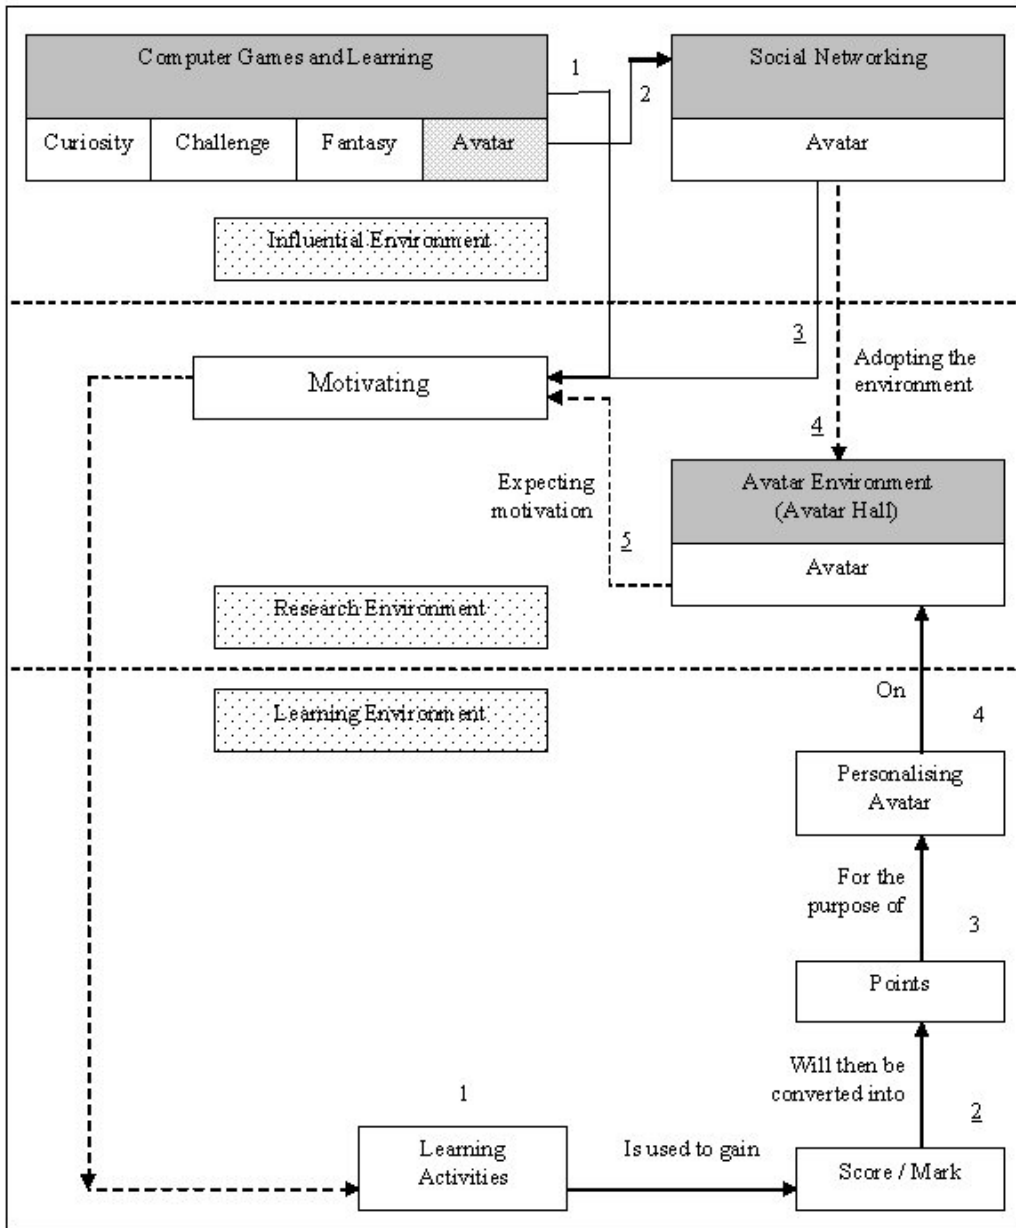 Computer Games and Learning
1
Social Networking
2
Curiosity
Challenge
Fantasy
Avatar
Avatar
Influential Environment
3
Adopting the
environment
Motivating
4
Expecting
motivation
5
Avatar Environment
(Avatar Hall)
Avatar
Research Environment
Learning Environment
On
4
Personalising
Avatar
For the
purpose of
3
Points
Will then be
converted into
2
1
Learning
Activities
Is used to gain
Score / Mark